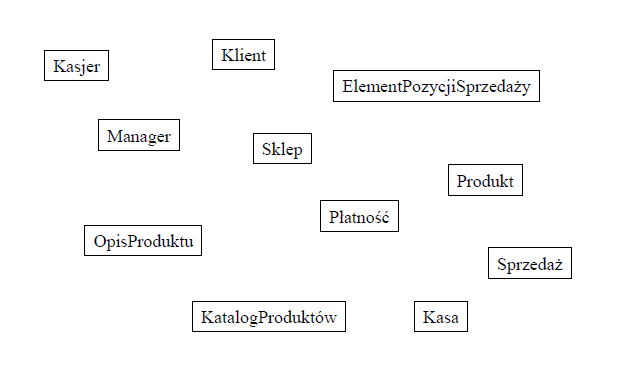 Klient
Kasjer
ElementPozycjiSprzedaży
Manager
Sklep
Produkt
Płatność
OpisProduktu
Sprzedaż
KatalogProduktów
Kasa